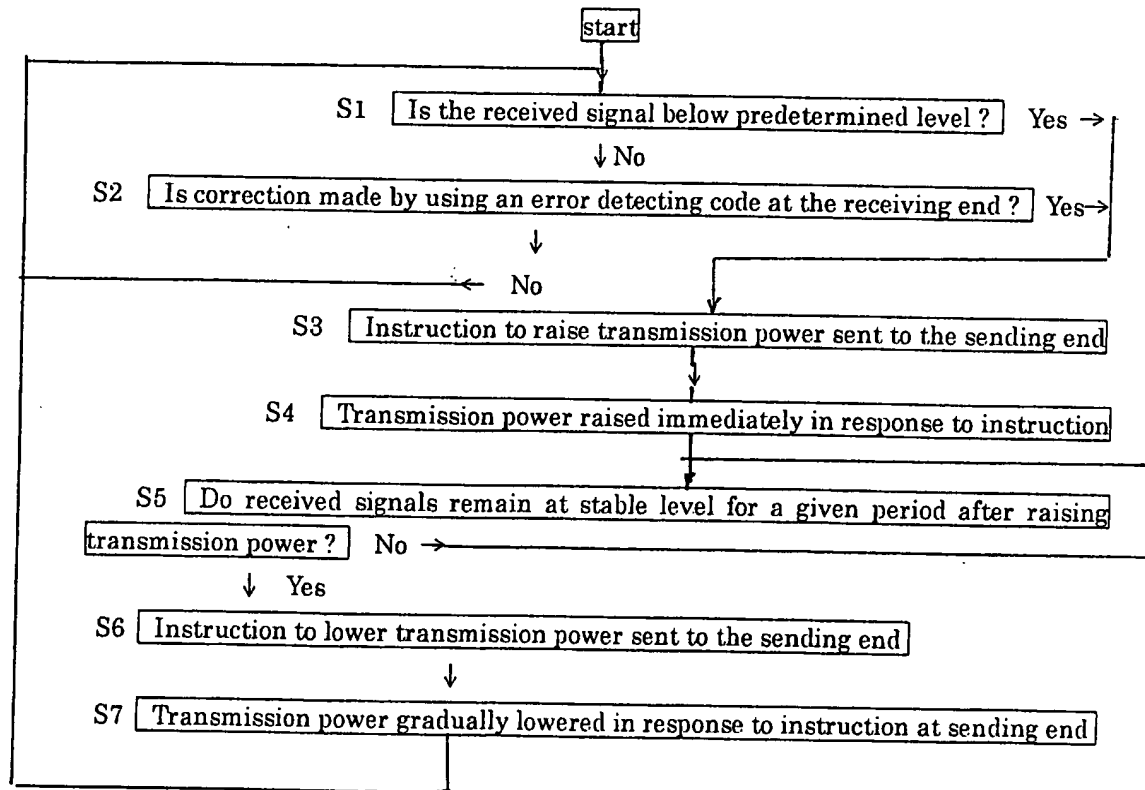 start
S1 Is the received signal below predetermined level ? Yes
No
S2 Is correction made by using an error detecting code at the receiving end ? Yes
No
S3 Instruction to raise transmission power sent to the sending end
S4 Transmission power raised immediately in response to instruction
S5 Do received signals remain at stable level for a given period after raising
transmission power ? No
Yes
S6 Instruction to lower transmission power sent to the sending end
S7 Transmission power gradually lowered in response to instruction at sending end